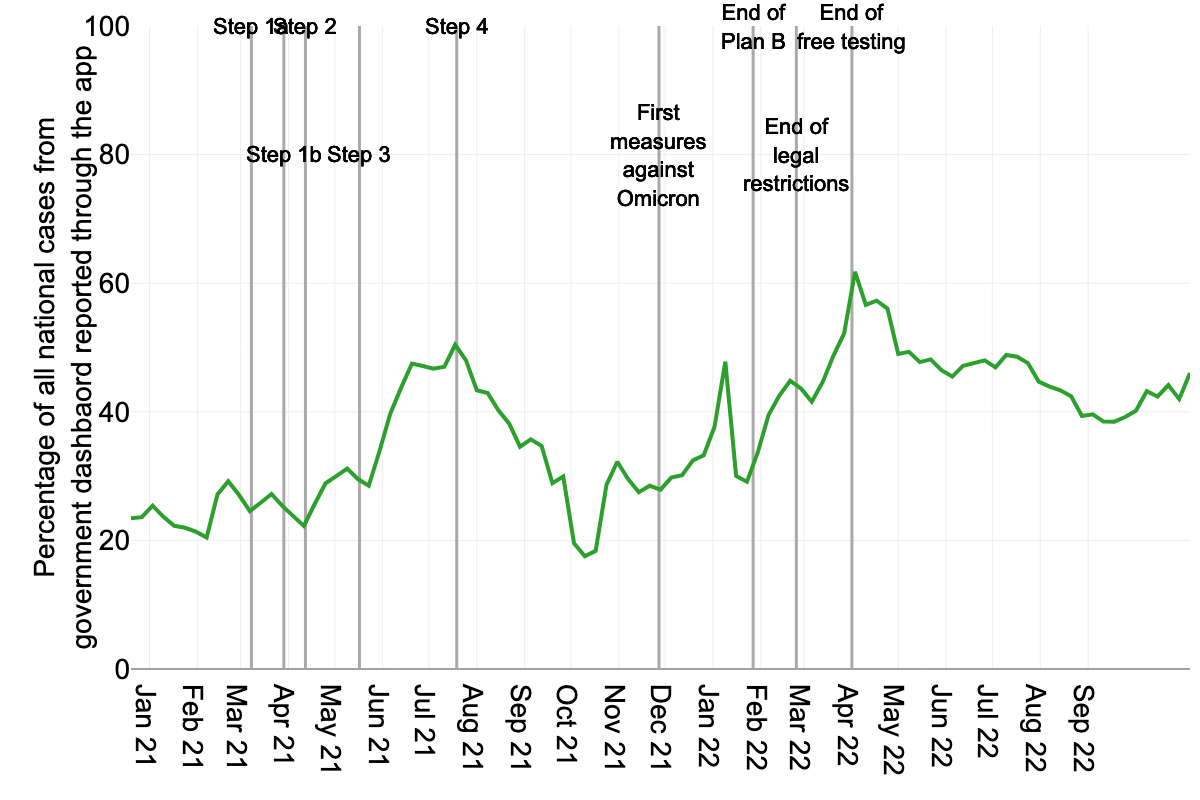 Percentage of all national cases from
government dashbaord reported through the app
100
80
60
40
20
0
Step 1a
Step 2
Step 4
End of
Plan B
End of
free testing
First
measures
against
Omicron
End of
legal
restrictions
Step 1b
Step 3
Jan 21
Feb 21
Mar 21
Apr 21
May 21
Jun 21
Jul 21
Aug 21
Sep 21
Oct 21
Nov 21
Dec 21
Jan 22
Feb 22
Mar 22
Apr 22
May 22
Jun 22
Jul 22
Aug 22
Sep 22